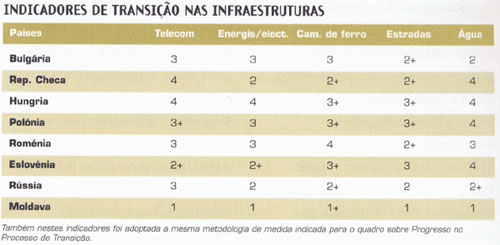 INDICADORES DE TRANSIÇÃO NAS INFRAESTRUTURAS
Países Telecom Energis/elect. Cam. de ferro Estradas Água
Bulgária 3 3 3 2+ 2
Rep. Checa 4 2 2+ 2+ 4
Hungria 4 4 3+ 3+ 4
Polónia 3+ 3 3+ 3+ 4
Roménia 3 3 4 2+ 3
Eslovénia 2+ 2+ 3+ 3 4
Rússia 3 2 2+ 2 2+
Moldava 1 1 1+ 1 1
Também nestes indicadores foi adoptada a mesma metodologia de medida indicada para o quadro sobre Progresso no
Processo de Transição.